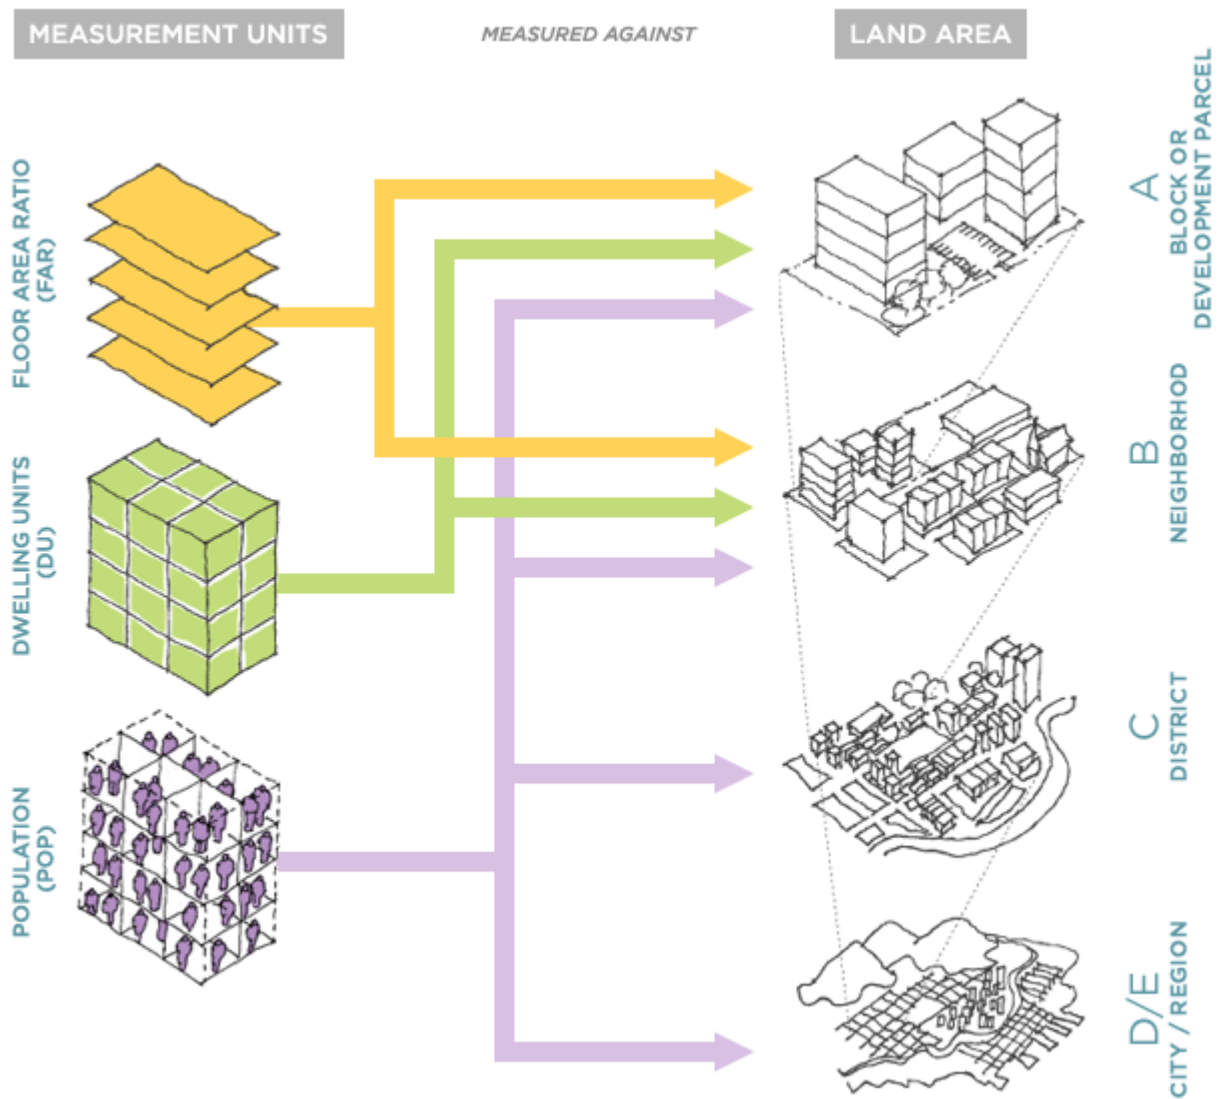 MEASUREMENT UNITS
MEASURED AGAINST
LAND AREA
FLOOR AREA RATIO
(FAR)
DWELLING UNITS
(DU)
POPULATION
(POP)
A
BLOCK OR
DEVELOPMENT PARCEL
B
NEIGHBORHOD
C
DISTRICT
D/E
CITY / REGION